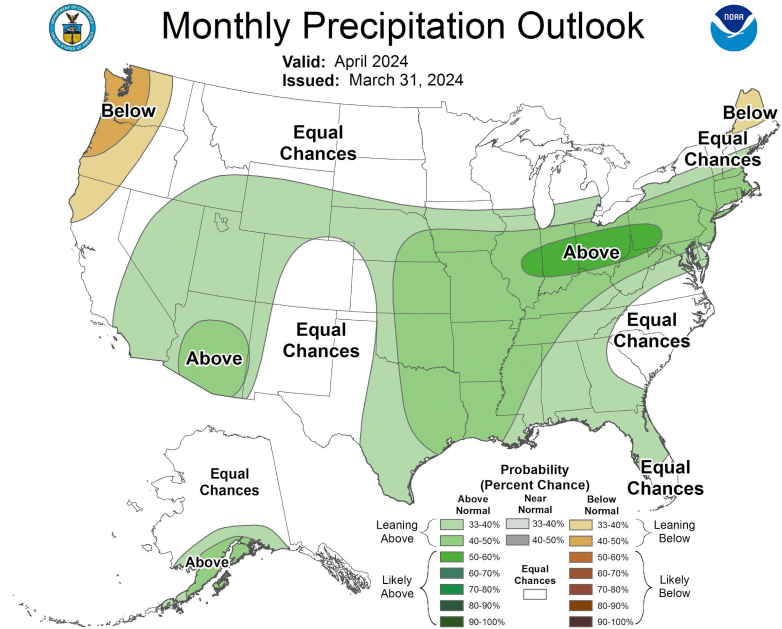 Monthly Precipitation Outlook
NOAA
Valid: April 2024
Issued: March 31, 2024
Below
Equal
Chances
Below
Equal
Chances
Above
Above
Equal
Chances
Equal
Chances
Equal
Chances
Equal
Chances
Above
Probability
(Percent Chance)
Above
Normal
Near
Normal
Below
Normal
Leaning
Above
33-40%
33-40%
33-40%
Leaning
Below
40-50%
40-50%
40-50%
Likely
Above
50-60%
50-60%
Likely
Below
60-70%
60-70%
Equal
Chances
70-80%
70-80%
80-90%
80-90%
90-100%
90-100%